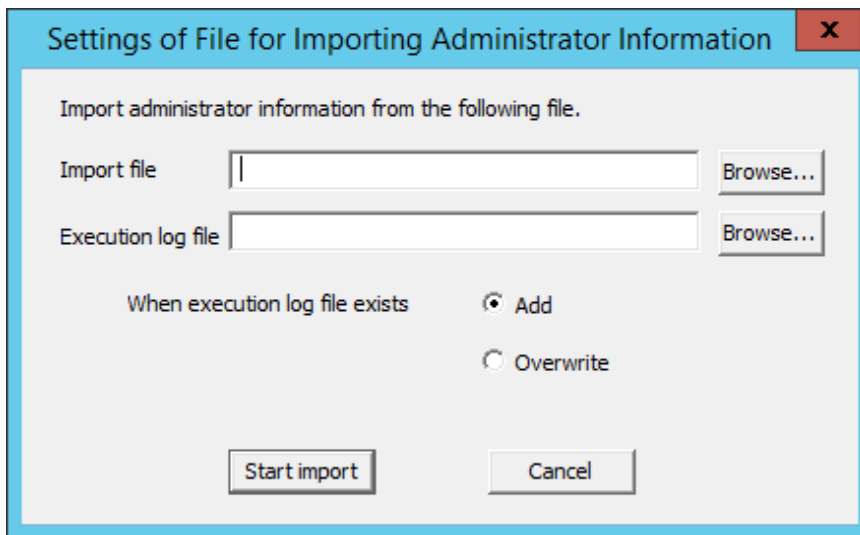 Settings of File for Importing Administrator Information
x
Import administrator information from the following file.
Import file
Browse...
Execution log file
Browse...
When execution log file exists
Add
Overwrite
Start import
Cancel